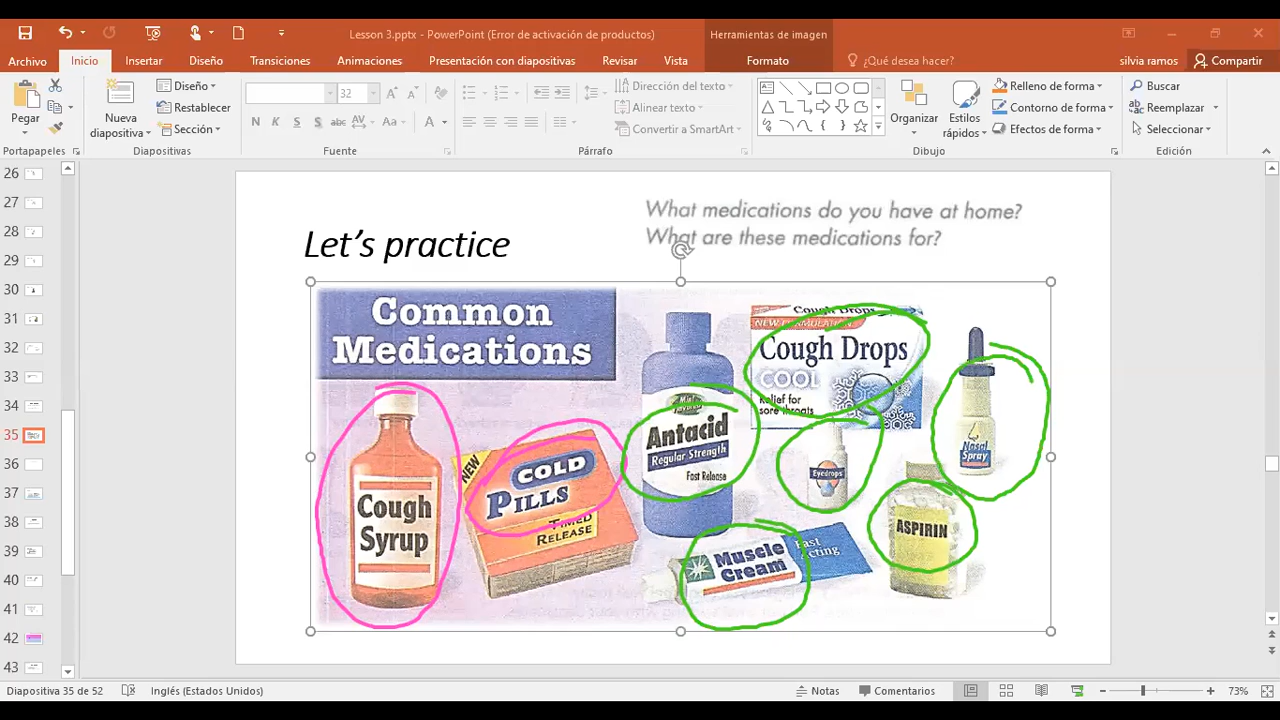 Lesson 3.pptx - PowerPoint (Error de activación de productos)
Herramientas de imagen
Archivo Inicio Insertar Diseño Transiciones Animaciones Presentación con diapositivas Revisar Vista Formato ¿Qué desea hacer? silvia ramos Compartir
Pegar
Nueva diapositiva
Diseño
Restablecer
Sección
32
N K S S abc AV Aa A
Dirección del texto
Alinear texto
Convertir a SmartArt
Organizar
Estilos rápidos
Relleno de forma
Contorno de forma
Efectos de forma
Buscar
Reemplazar
Seleccionar
Portapapeles Diapositivas Fuente Párrafo Dibujo Edición
26
27
28
29
30
31
32
33
34
35
36
37
38
39
40
41
42
43
What medications do you have at home?
What are these medications for?
Let's practice
Common
Medications
Cough
Syrup
NEW
COLD
PILLS
TIMED
RELEASE
Antacid
Regular Strength
Fast Release
Cough Drops
NEW FORMULATION
Cough Drops
COOL
Relief for
sore throats
Eyedrops
Nasal
Spray
ASPIRIN
Muscle
Cream
Fast
Acting
Diapositiva 35 de 52 Inglés (Estados Unidos) Notas Comentarios 73%